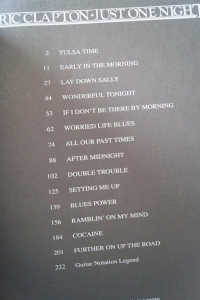 ERIC CLAPTON · JUST ONE NIGHT
2 TULSA TIME
11 EARLY IN THE MORNING
27 LAY DOWN SALLY
44 WONDERFUL TONIGHT
53 IF I DON'T BE THERE BY MORNING
62 WORRIED LIFE BLUES
74 ALL OUR PAST TIMES
88 AFTER MIDNIGHT
102 DOUBLE TROUBLE
125 SETTING ME UP
139 BLUES POWER
156 RAMBLIN' ON MY MIND
184 COCAINE
201 FURTHER ON UP THE ROAD
222 Guitar Notation Legend